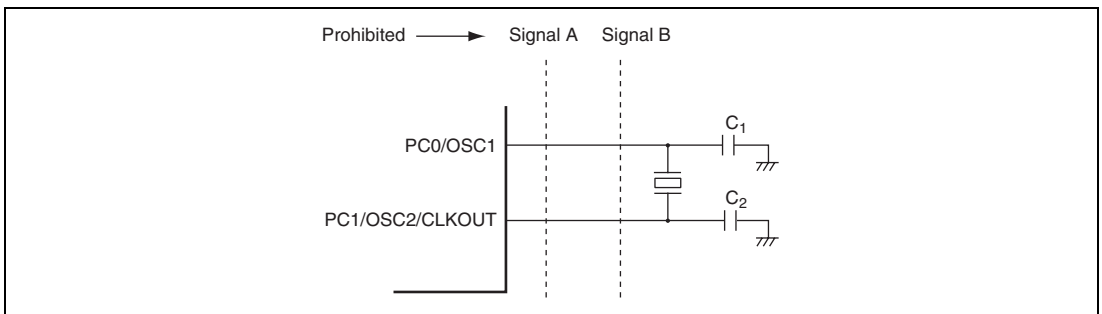 Prohibited Signal A Signal B
PC0/OSC1
C1
PC1/OSC2/CLKOUT
C2